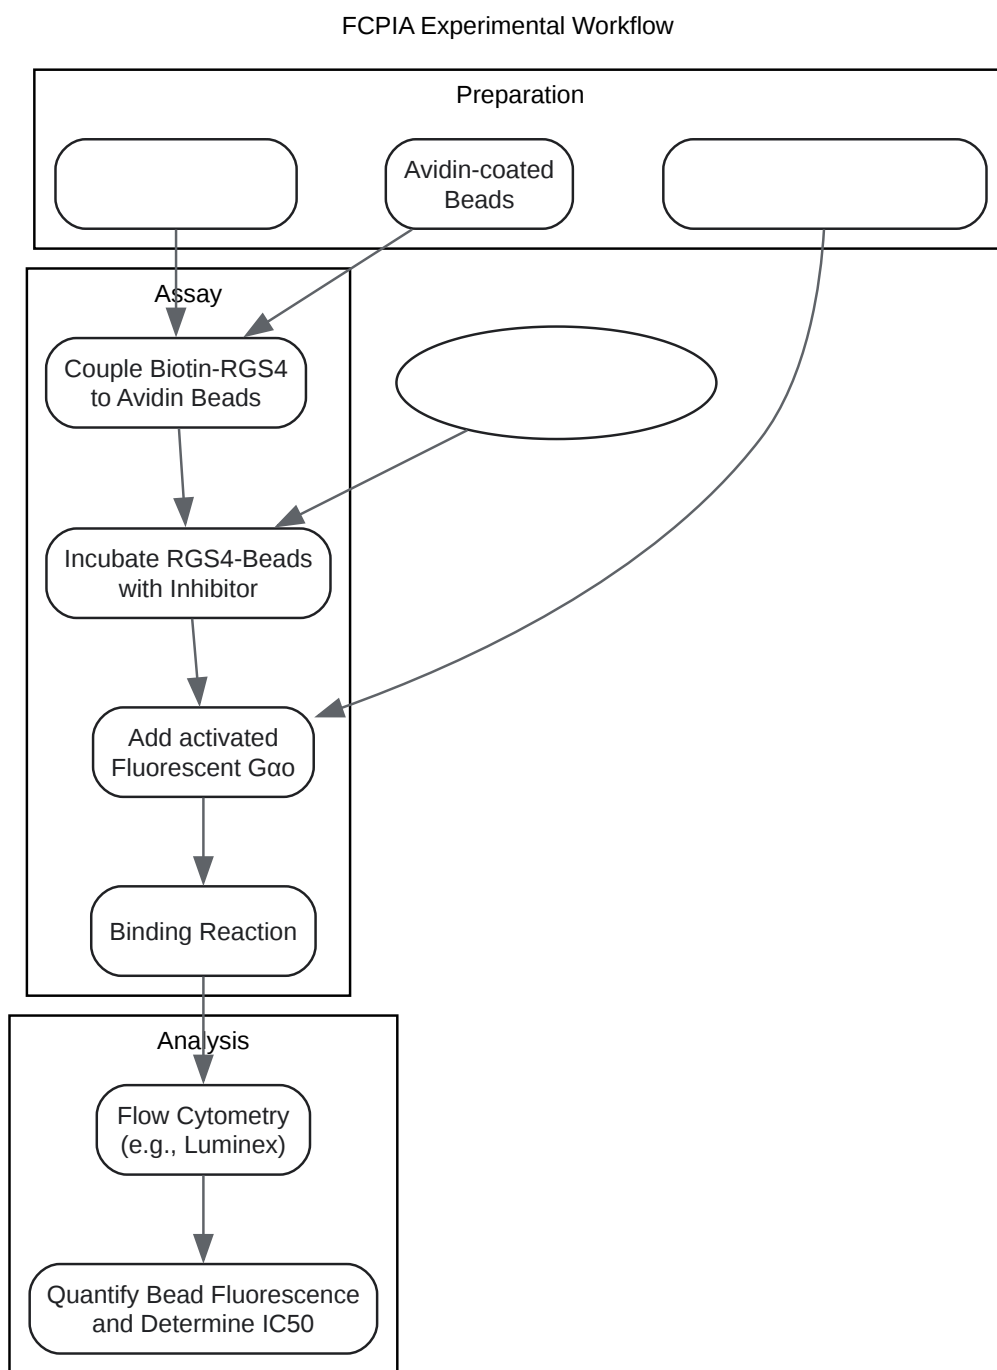 FCPIA Experimental Workflow
Preparation
Avidin-coated
Beads
Assay
Couple Biotin-RGS4
to Avidin Beads
Incubate RGS4-Beads
with Inhibitor
Add activated
Fluorescent Gαo
Binding Reaction
Analysis
Flow Cytometry
(e.g., Luminex)
Quantify Bead Fluorescence
and Determine IC50